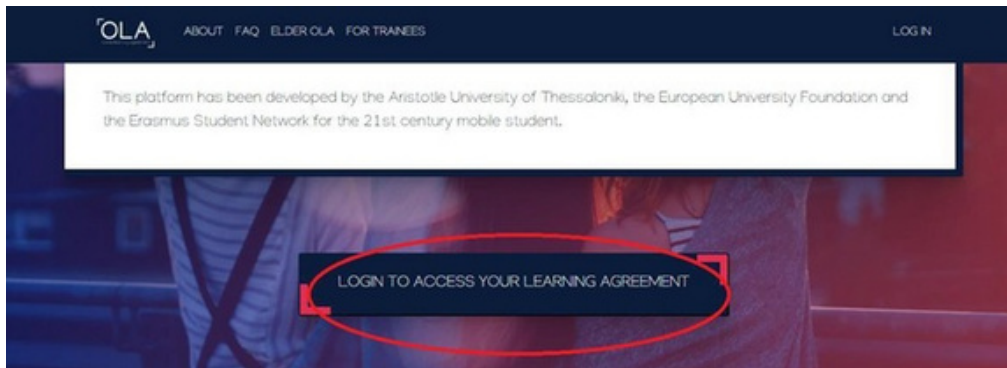 OLA
ABOUT FAQ ELDER OLA FOR TRAINEES
LOG IN
This platform has been developed by the Aristotle University of Thessaloniki, the European University Foundation and
the Erasmus Student Network for the 21st century mobile student.
LOGIN TO ACCESS YOUR LEARNING AGREEMENT